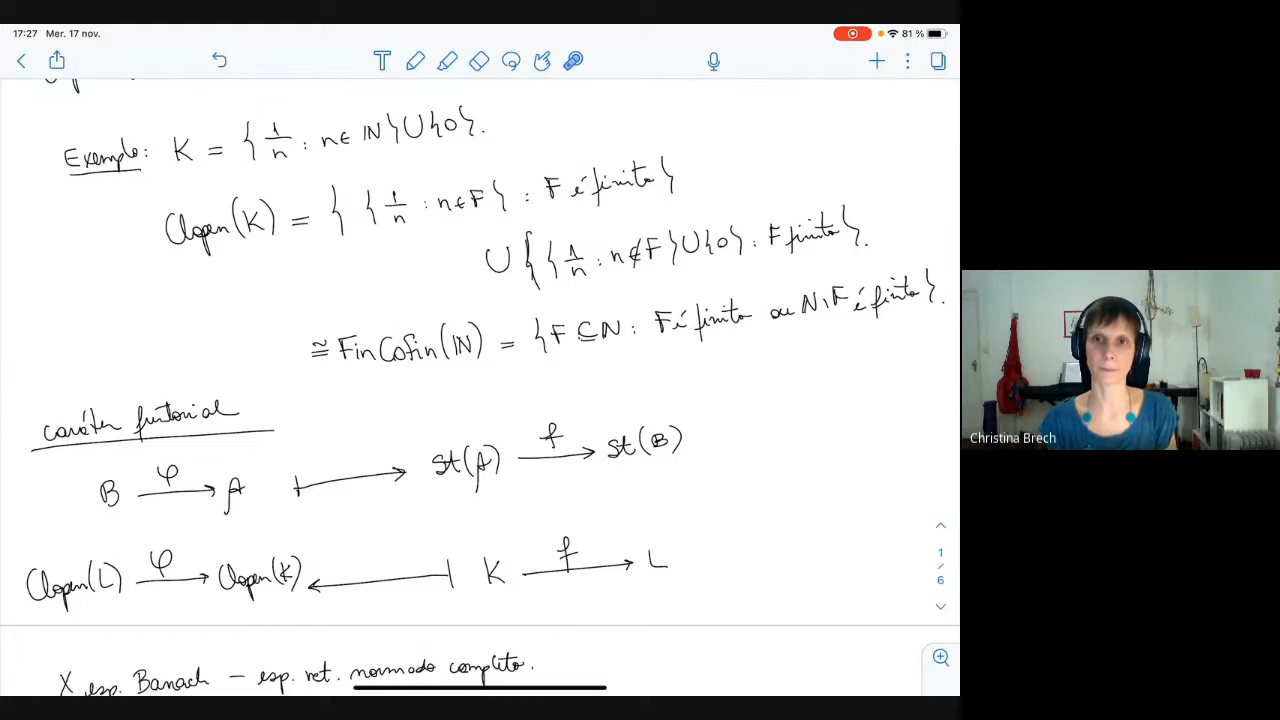 17:27 Mer. 17 nov. 81 %
Exemplo: K = { 1/n : n ∈ ℕ } ∪ {0}.
Clopen(K) = { { 1/n : n ∈ F } : F é finito }
∪ { { 1/n : n ∉ F } ∪ {0} : F finito }.
≅ FinCofin(ℕ) = { F ⊆ N : F é finito ou N \ F é finito }.
caráter funtorial
B —φ→ A ⟼ St(A) —f→ St(B)
Clopen(L) —φ→ Clopen(K) ⟻ K —f→ L
1
/
6
X esp. Banach – esp. vet. normado completo.
Christina Brech